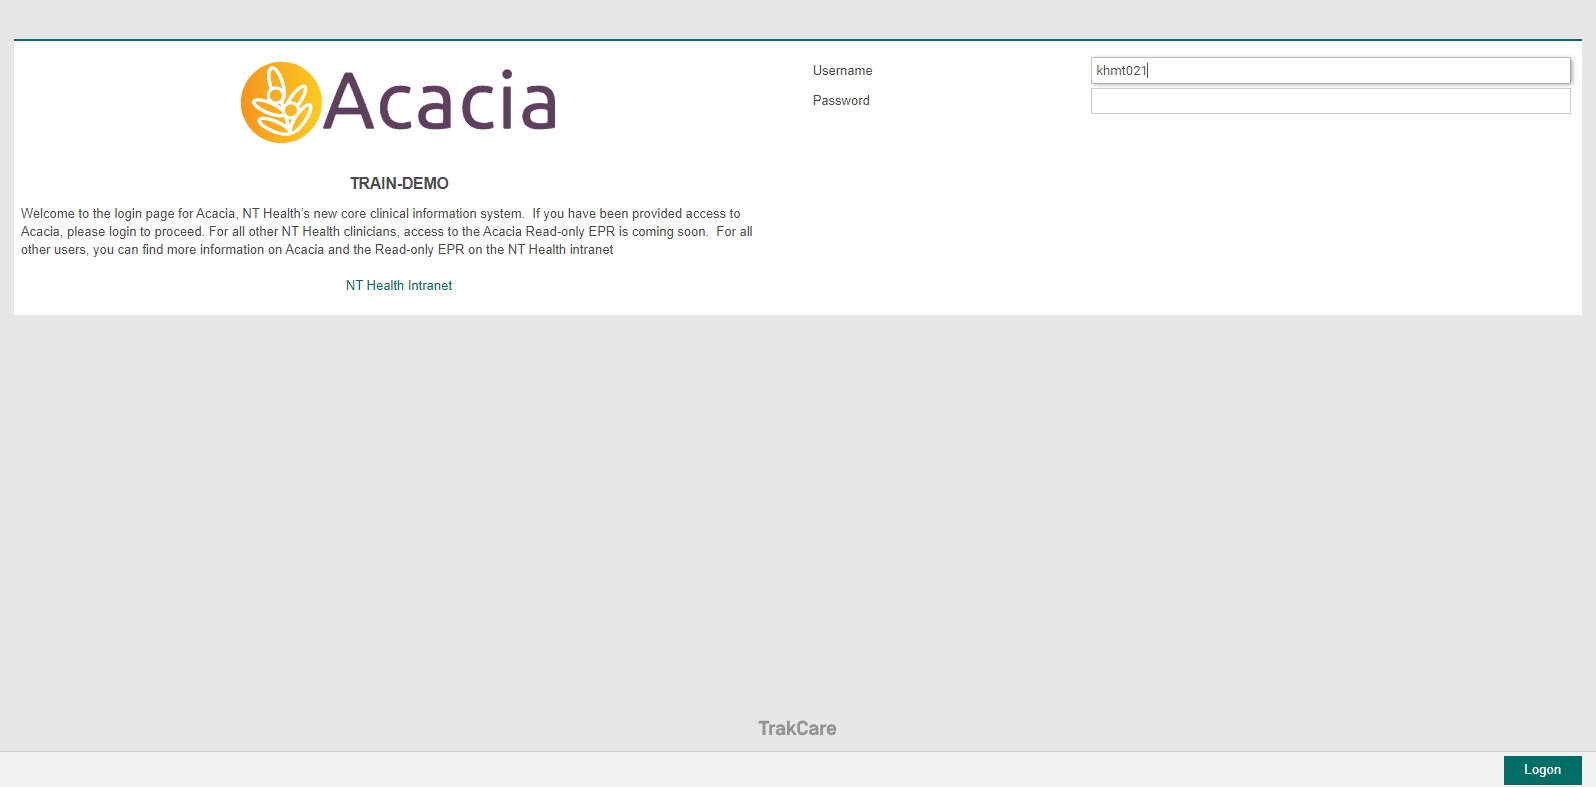 Acacia
TRAIN-DEMO
Welcome to the login page for Acacia, NT Health's new core clinical information system.  If you have been provided access to
Acacia, please login to proceed. For all other NT Health clinicians, access to the Acacia Read-only EPR is coming soon.  For all
other users, you can find more information on Acacia and the Read-only EPR on the NT Health intranet
NT Health Intranet
Username
khmt021
Password
TrakCare
Logon